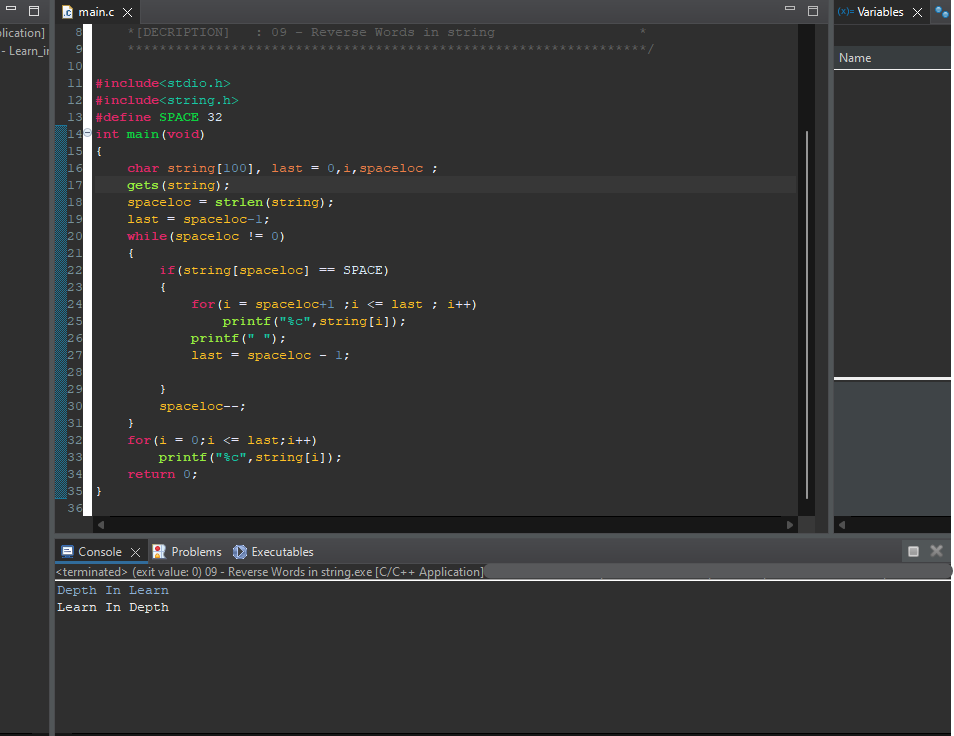 main.c
(x)= Variables
plication]
- Learn_in
Name
8 *[DECRIPTION] : 09 - Reverse Words in string *
9 *****************************************************************/
10
11 #include<stdio.h>
12 #include<string.h>
13 #define SPACE 32
14 int main(void)
15 {
16 char string[100], last = 0,i,spaceloc ;
17 gets(string);
18 spaceloc = strlen(string);
19 last = spaceloc-1;
20 while(spaceloc != 0)
21 {
22 if(string[spaceloc] == SPACE)
23 {
24 for(i = spaceloc+1 ;i <= last ; i++)
25 printf("%c",string[i]);
26 printf(" ");
27 last = spaceloc - 1;
28
29 }
30 spaceloc--;
31 }
32 for(i = 0;i <= last;i++)
33 printf("%c",string[i]);
34 return 0;
35 }
36
Console Problems Executables
<terminated> (exit value: 0) 09 - Reverse Words in string.exe [C/C++ Application]
Depth In Learn
Learn In Depth